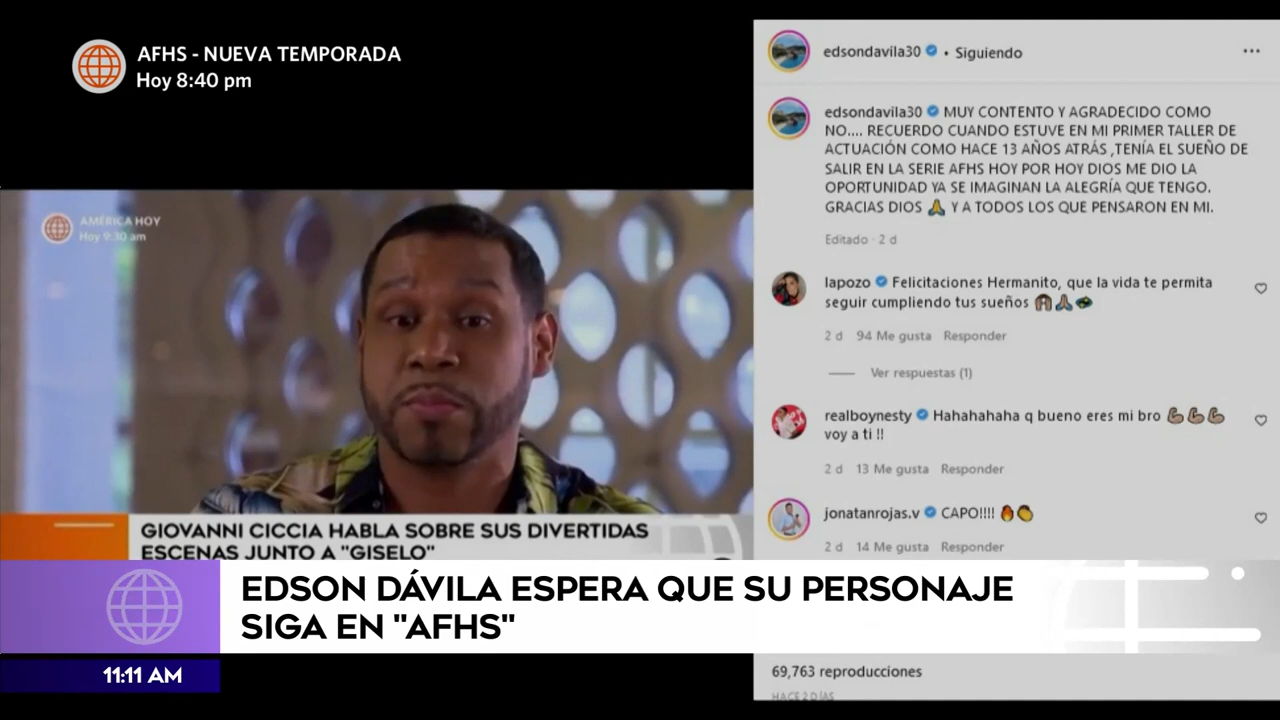 AFHS - NUEVA TEMPORADA
Hoy 8:40 pm
AMÉRICA HOY
Hoy 9:30 am
GIOVANNI CICCIA HABLA SOBRE SUS DIVERTIDAS
ESCENAS JUNTO A "GISELO"
edsondavila30 • Siguiendo
edsondavila30 MUY CONTENTO Y AGRADECIDO COMO
NO.... RECUERDO CUANDO ESTUVE EN MI PRIMER TALLER DE
ACTUACIÓN COMO HACE 13 AÑOS ATRÁS ,TENÍA EL SUEÑO DE
SALIR EN LA SERIE AFHS HOY POR HOY DIOS ME DIO LA
OPORTUNIDAD YA SE IMAGINAN LA ALEGRÍA QUE TENGO.
GRACIAS DIOS 🙏 Y A TODOS LOS QUE PENSARON EN MI.
Editado · 2 d
lapozo Felicitaciones Hermanito, que la vida te permita
seguir cumpliendo tus sueños
2 d 94 Me gusta Responder
Ver respuestas (1)
realboynesty Hahahahaha q bueno eres mi bro 💪💪💪
voy a ti !!
2 d 13 Me gusta Responder
jonatanrojas.v CAPO!!!! 🔥👏
2 d 14 Me gusta Responder
EDSON DÁVILA ESPERA QUE SU PERSONAJE
SIGA EN "AFHS"
11:11 AM
69,763 reproducciones
HACE 2 DÍAS